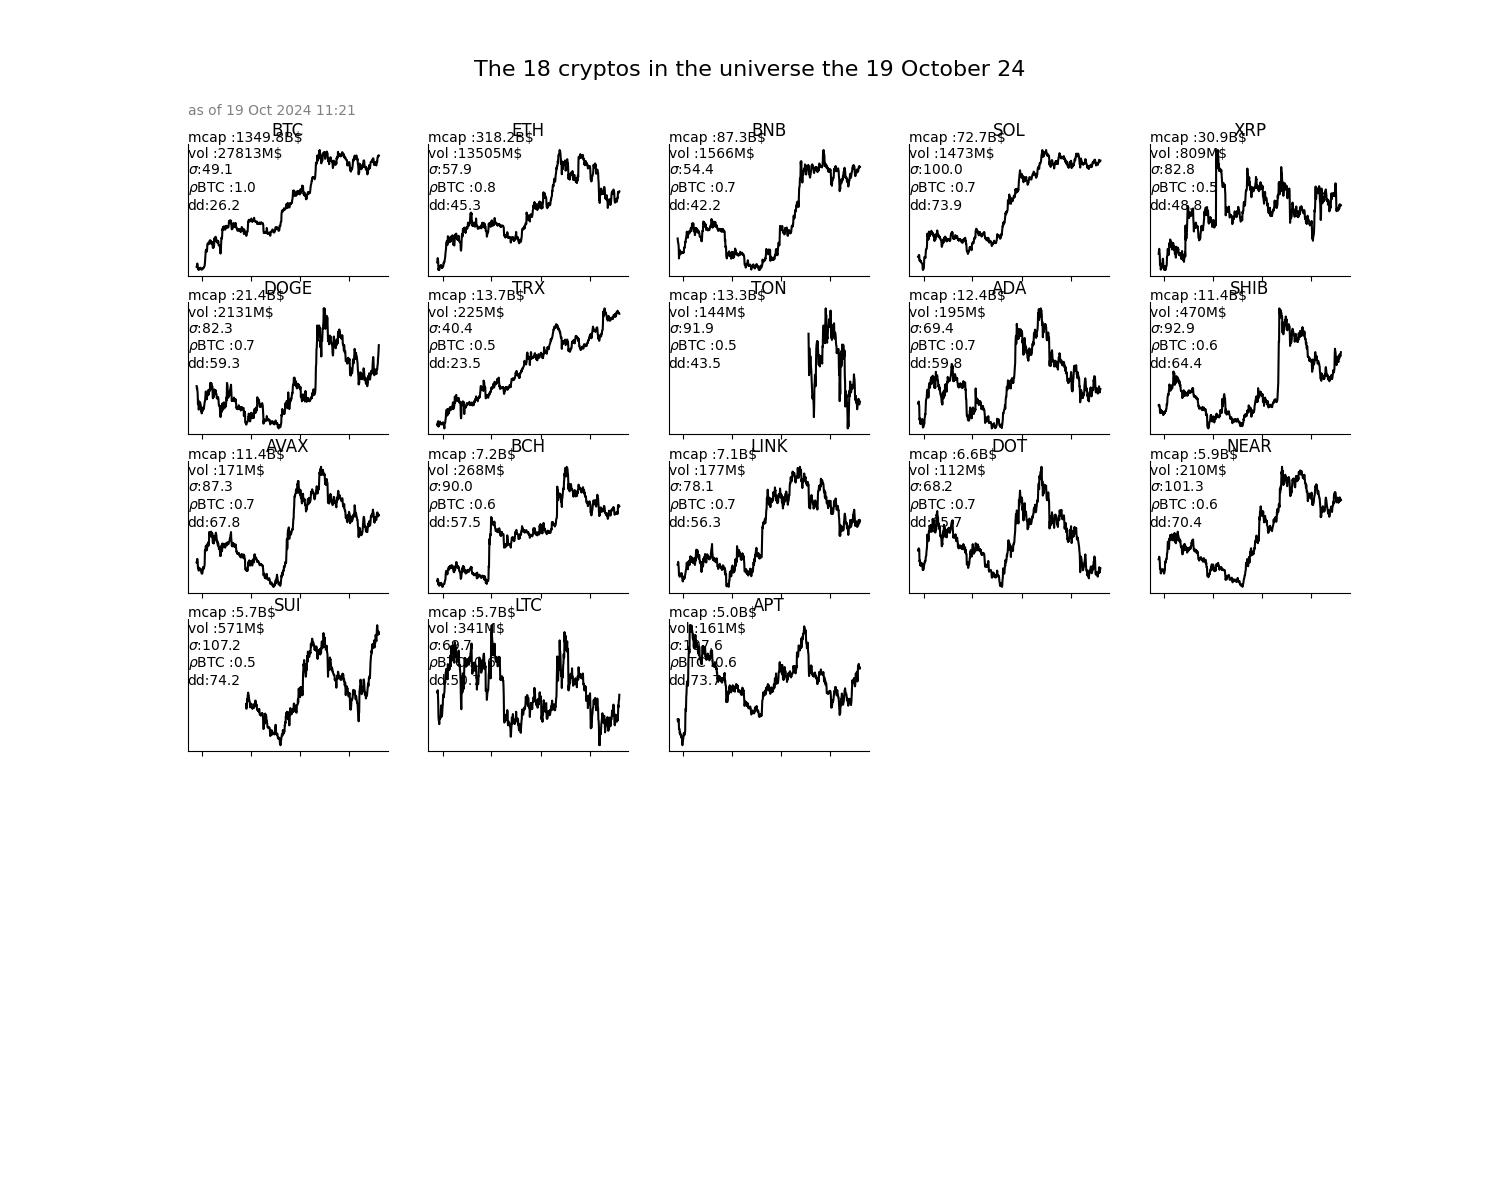 The 18 cryptos in the universe the 19 October 24
as of 19 Oct 2024 11:21
BTC
mcap :1349.8B$
vol :27813M$
σ:49.1
ρBTC :1.0
dd:26.2
ETH
mcap :318.2B$
vol :13505M$
σ:57.9
ρBTC :0.8
dd:45.3
BNB
mcap :87.3B$
vol :1566M$
σ:54.4
ρBTC :0.7
dd:42.2
SOL
mcap :72.7B$
vol :1473M$
σ:100.0
ρBTC :0.7
dd:73.9
XRP
mcap :30.9B$
vol :809M$
σ:82.8
ρBTC :0.5
dd:48.8
DOGE
mcap :21.4B$
vol :2131M$
σ:82.3
ρBTC :0.7
dd:59.3
TRX
mcap :13.7B$
vol :225M$
σ:40.4
ρBTC :0.5
dd:23.5
TON
mcap :13.3B$
vol :144M$
σ:91.9
ρBTC :0.5
dd:43.5
ADA
mcap :12.4B$
vol :195M$
σ:69.4
ρBTC :0.7
dd:59.8
SHIB
mcap :11.4B$
vol :470M$
σ:92.9
ρBTC :0.6
dd:64.4
AVAX
mcap :11.4B$
vol :171M$
σ:87.3
ρBTC :0.7
dd:67.8
BCH
mcap :7.2B$
vol :268M$
σ:90.0
ρBTC :0.6
dd:57.5
LINK
mcap :7.1B$
vol :177M$
σ:78.1
ρBTC :0.7
dd:56.3
DOT
mcap :6.6B$
vol :112M$
σ:68.2
ρBTC :0.7
NEAR
mcap :5.9B$
vol :210M$
σ:101.3
ρBTC :0.6
dd:70.4
SUI
mcap :5.7B$
vol :571M$
σ:107.2
ρBTC :0.5
dd:74.2
LTC
mcap :5.7B$
vol :341M$
APT
mcap :5.0B$
vol :161M$
ρBTC :0.6